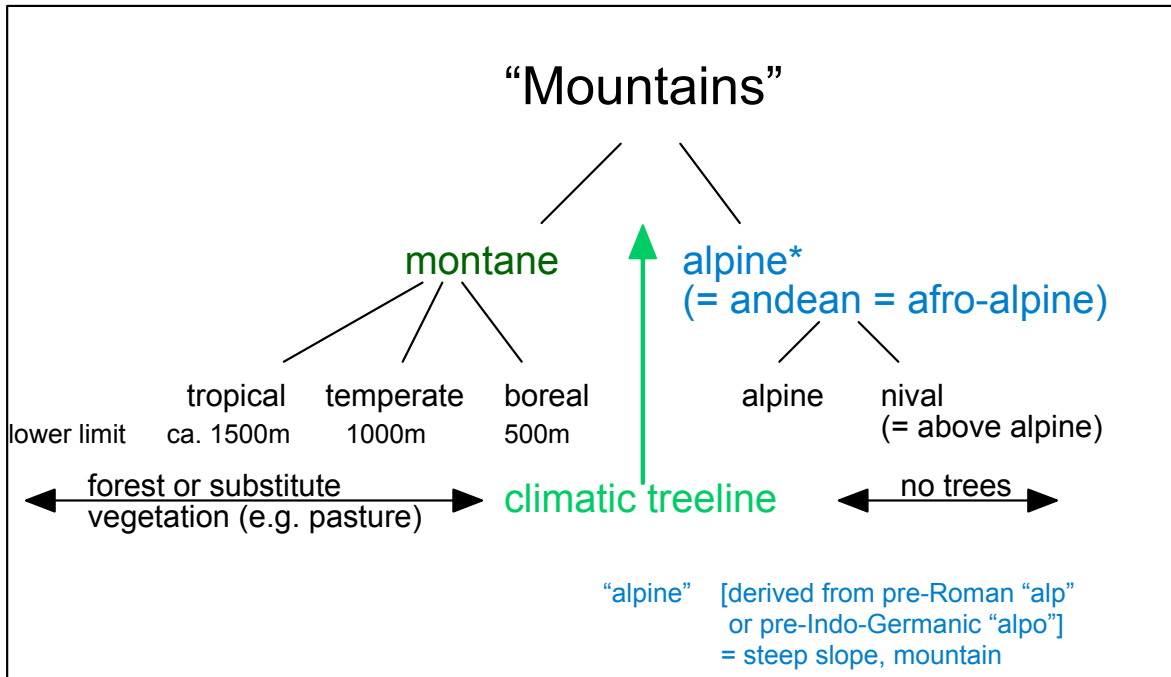 “Mountains”
montane
alpine*
(= andean = afro-alpine)
tropical temperate boreal alpine nival
(= above alpine)
lower limit ca. 1500m 1000m 500m
forest or substitute
vegetation (e.g. pasture)
climatic treeline
no trees
“alpine” [derived from pre-Roman “alp”
or pre-Indo-Germanic “alpo”]
= steep slope, mountain